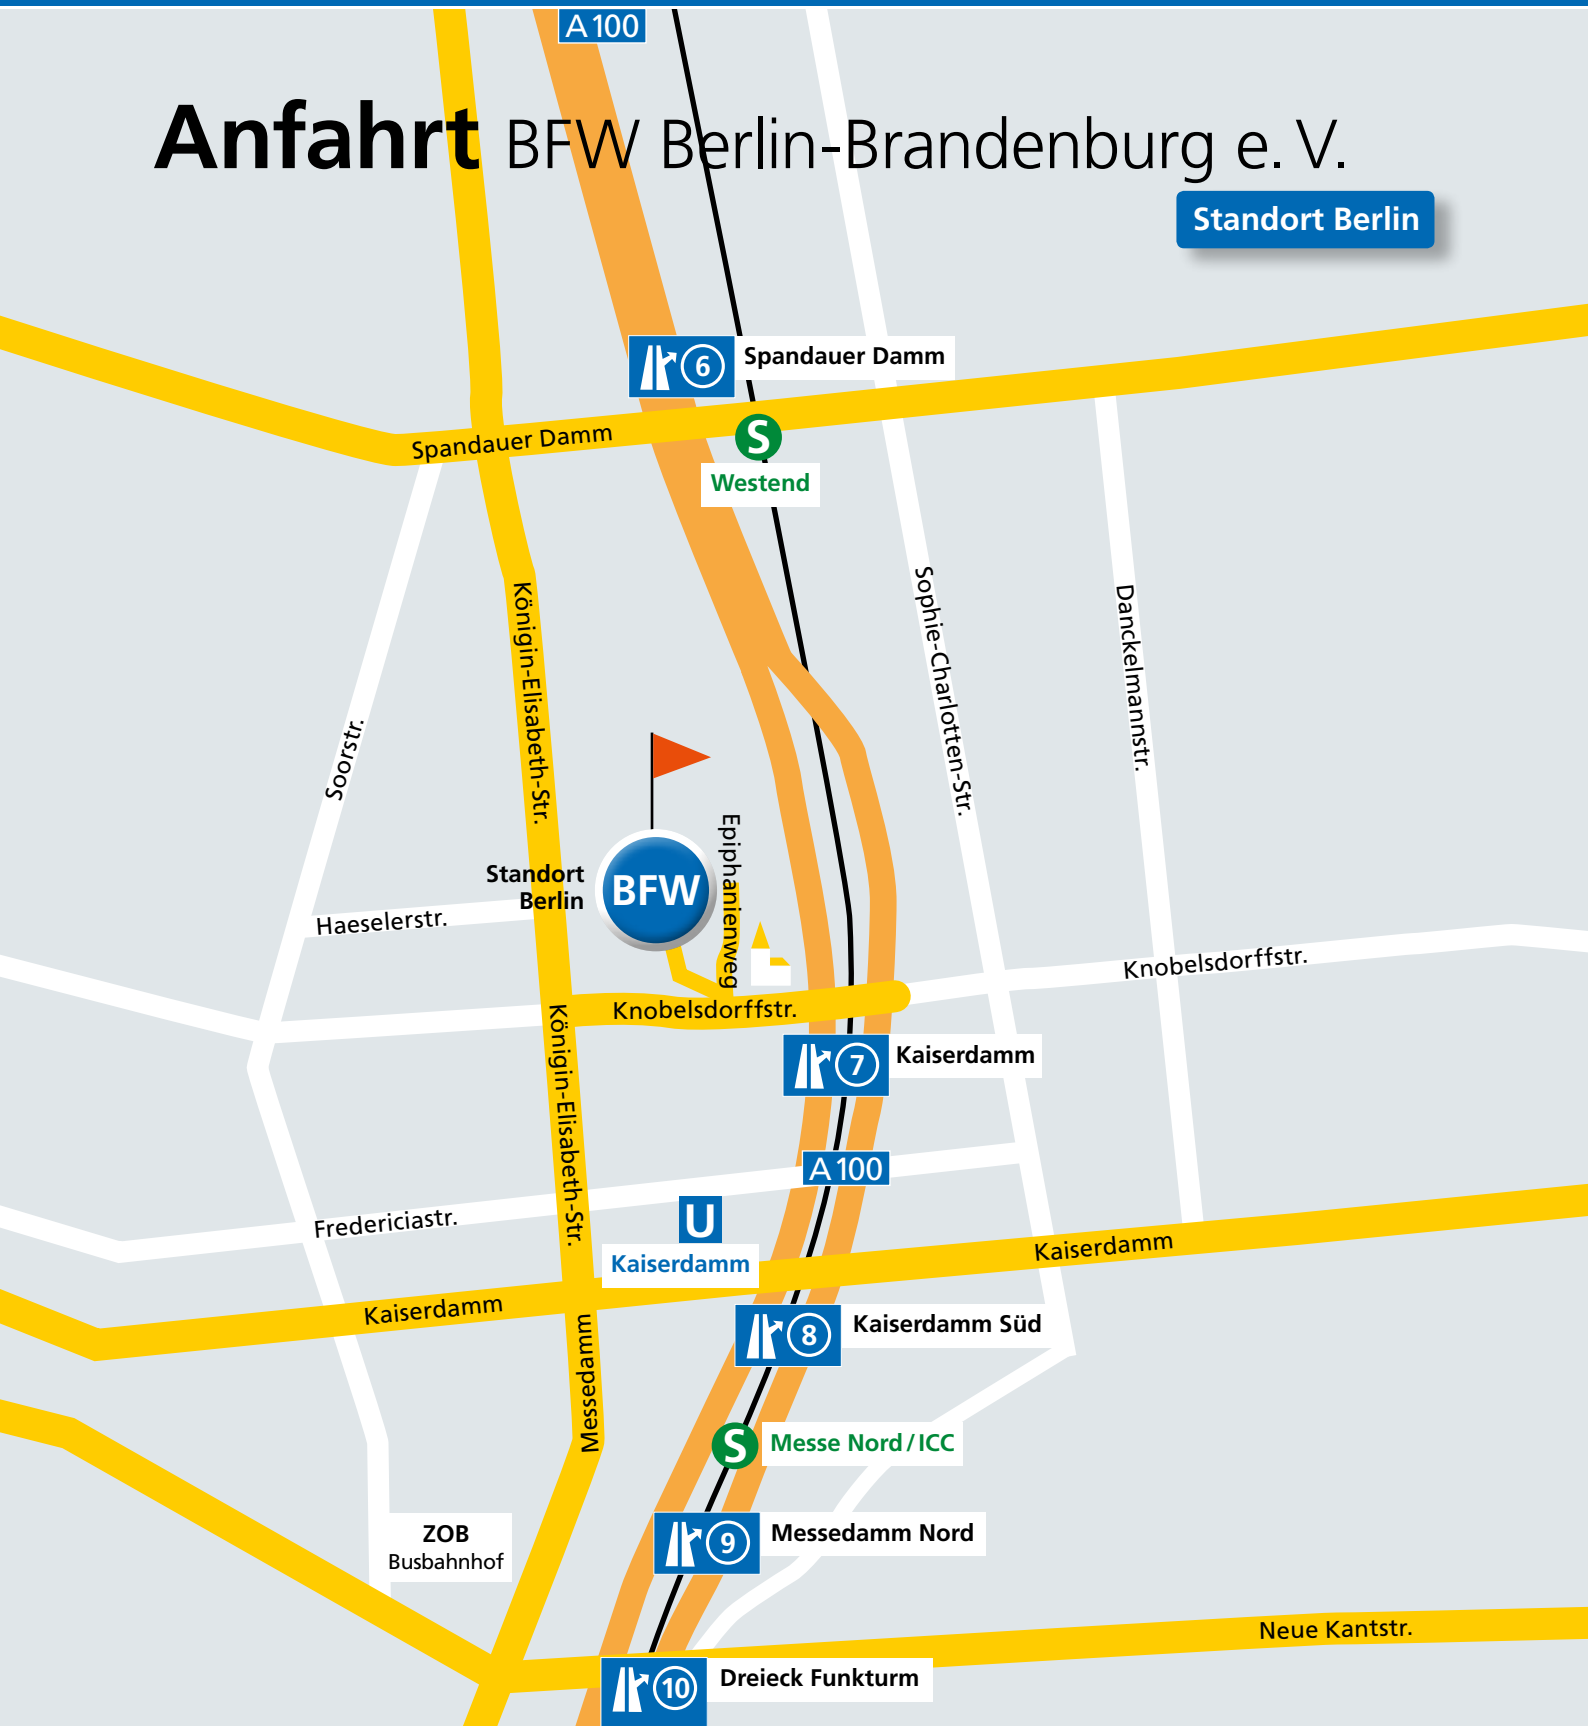 A 100
Anfahrt BFW Berlin-Brandenburg e. V.
Standort Berlin
6 Spandauer Damm
Spandauer Damm
S
Westend
Königin-Elisabeth-Str.
Sophie-Charlotten-Str.
Danckelmannstr.
Soorstr.
Epiphanienweg
Standort
Berlin
BFW
Haeselerstr.
Knobelsdorffstr.
Knobelsdorffstr.
Königin-Elisabeth-Str.
7 Kaiserdamm
A 100
Fredericiastr.
U
Kaiserdamm
Kaiserdamm
Kaiserdamm
Messedamm
8 Kaiserdamm Süd
S Messe Nord / ICC
ZOB
Busbahnhof
9 Messedamm Nord
Neue Kantstr.
10 Dreieck Funkturm